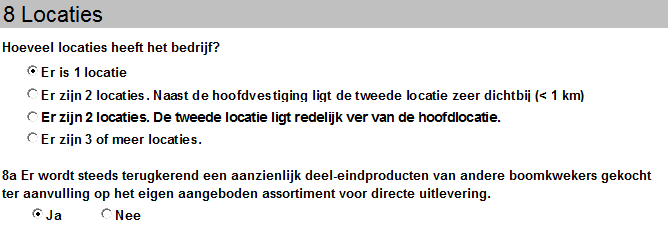 8 Locaties
Hoeveel locaties heeft het bedrijf?
Er is 1 locatie
Er zijn 2 locaties. Naast de hoofdvestiging ligt de tweede locatie zeer dichtbij (< 1 km)
Er zijn 2 locaties. De tweede locatie ligt redelijk ver van de hoofdlocatie.
Er zijn 3 of meer locaties.
8a Er wordt steeds terugkerend een aanzienlijk deel-eindproducten van andere boomkwekers gekocht
ter aanvulling op het eigen aangeboden assortiment voor directe uitlevering.
Ja Nee